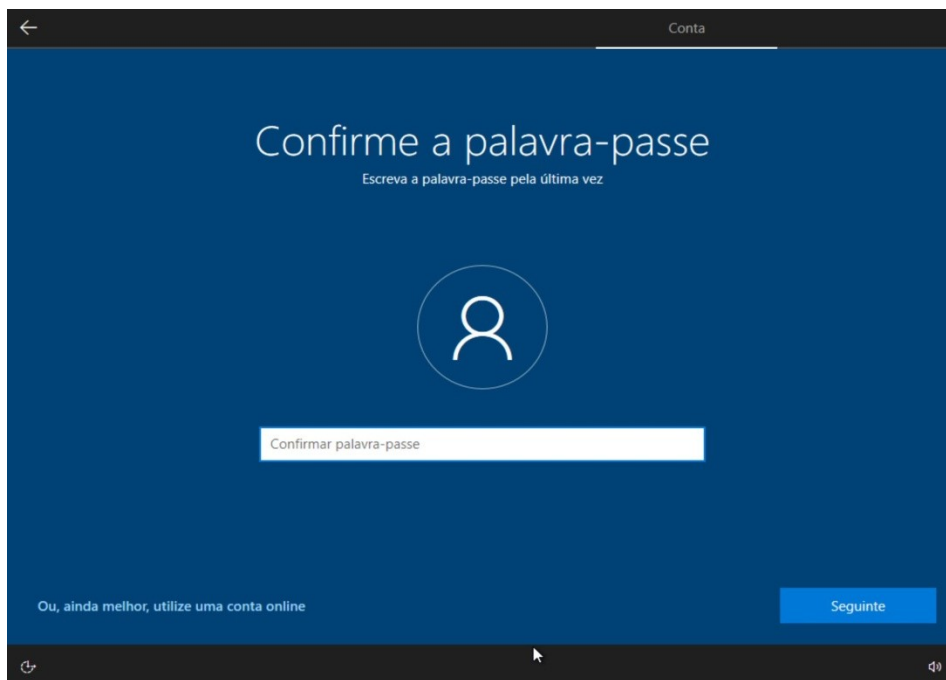 Conta
Confirme a palavra-passe
Escreva a palavra-passe pela última vez
Confirmar palavra-passe
Ou, ainda melhor, utilize uma conta online
Seguinte